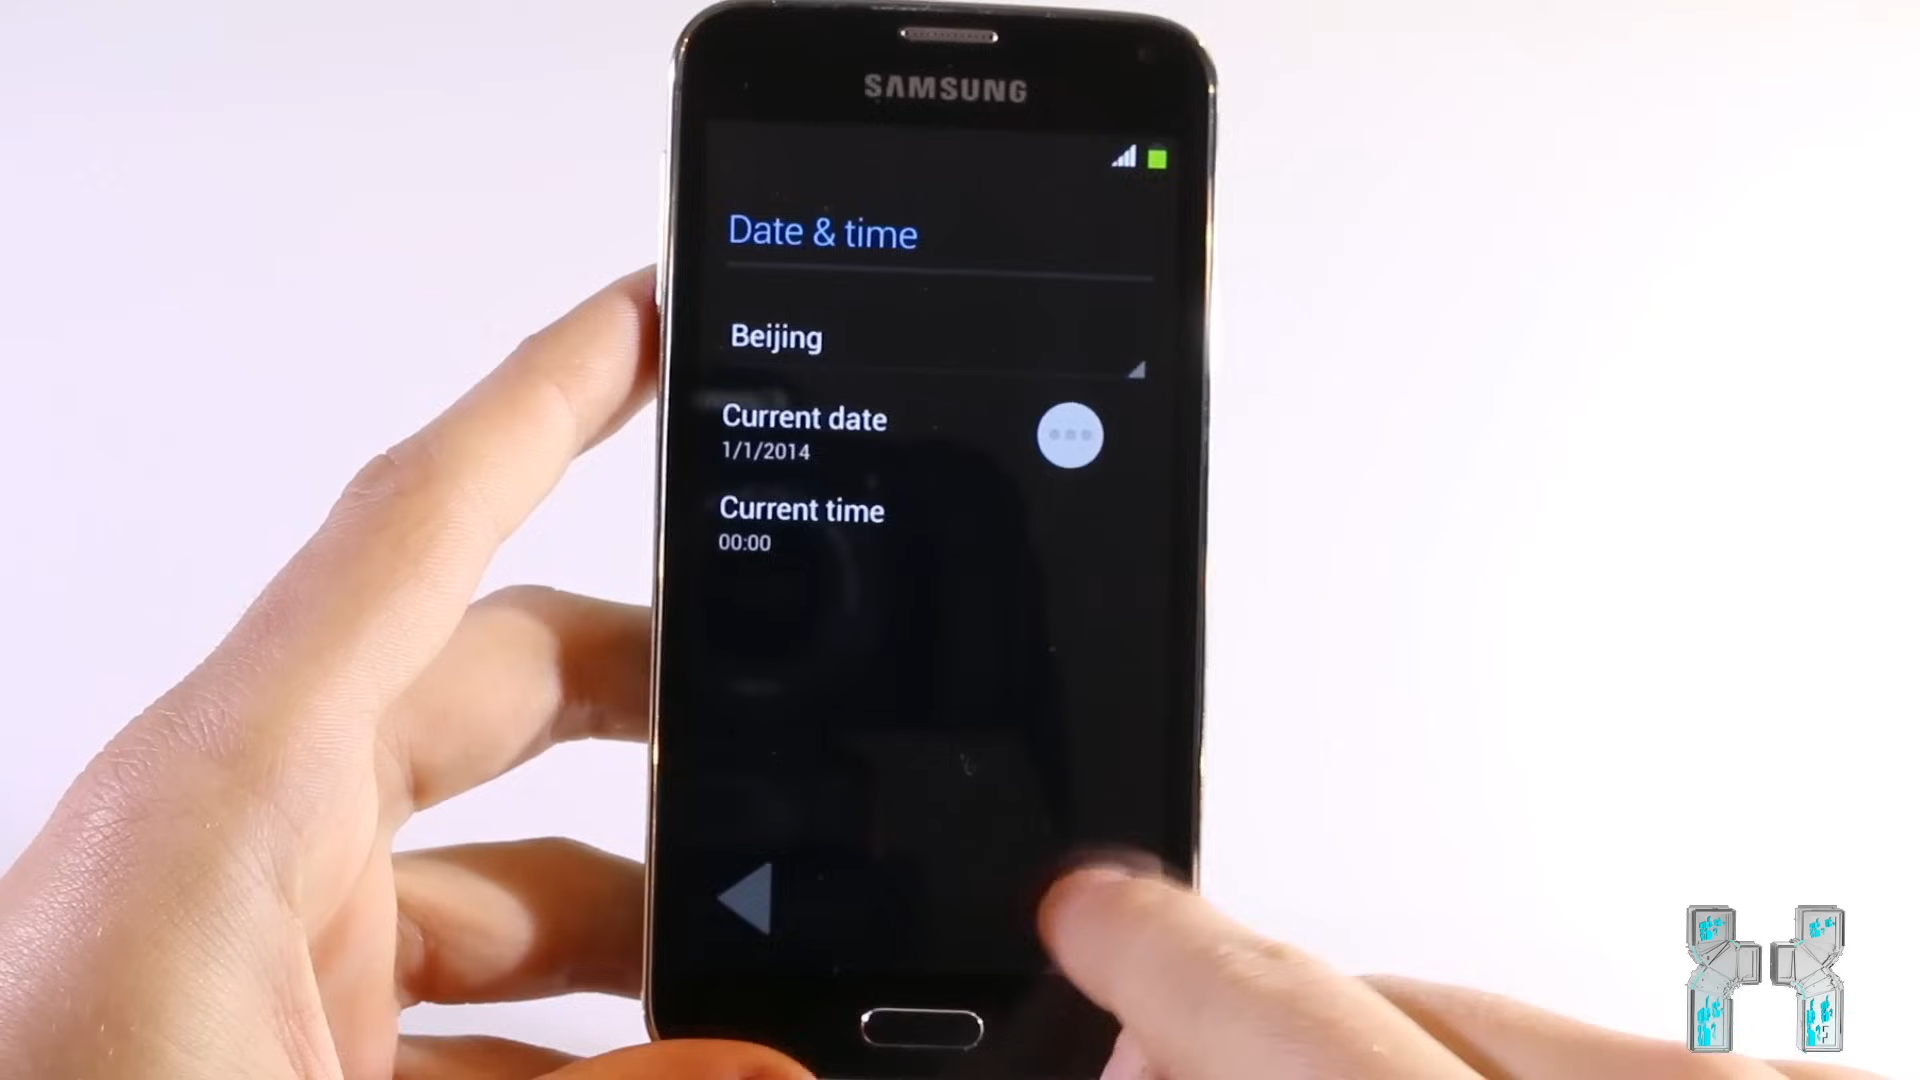 SAMSUNG
Date & time
Beijing
Current date
1/1/2014
Current time
00:00